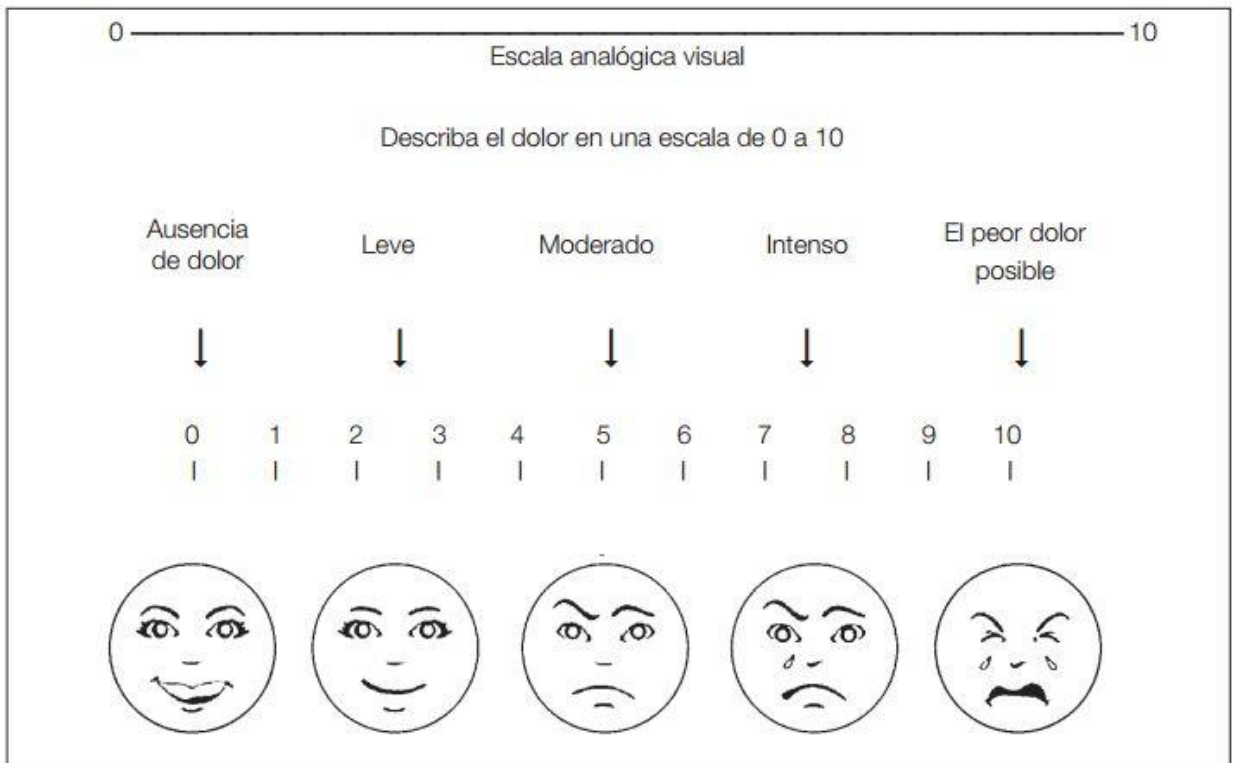 0 10
Escala analógica visual
Describa el dolor en una escala de 0 a 10
Ausencia
de dolor
Leve
Moderado
Intenso
El peor dolor
posible
0 1 2 3 4 5 6 7 8 9 10